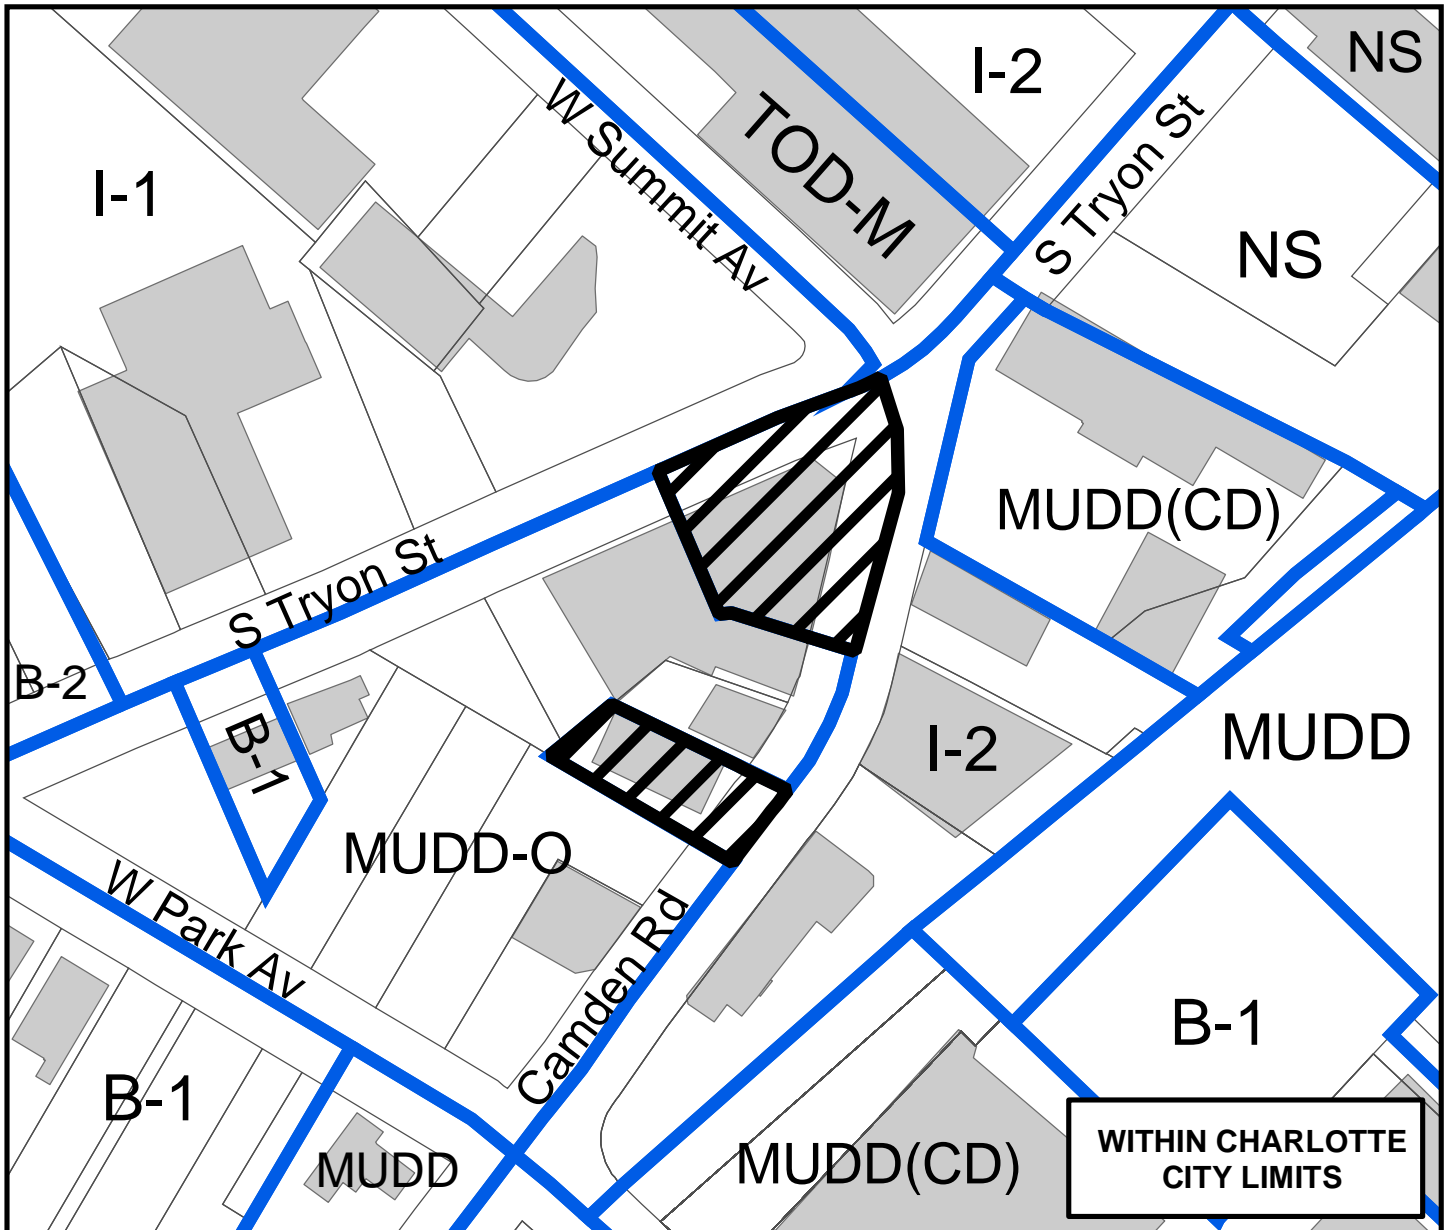 NS
I-2
W Summit Av
TOD-M
S Tryon St
I-1
NS
MUDD(CD)
S Tryon St
B-2
B-1
I-2
MUDD
MUDD-O
W Park Av
Camden Rd
B-1
B-1
MUDD
MUDD(CD)
WITHIN CHARLOTTE
CITY LIMITS